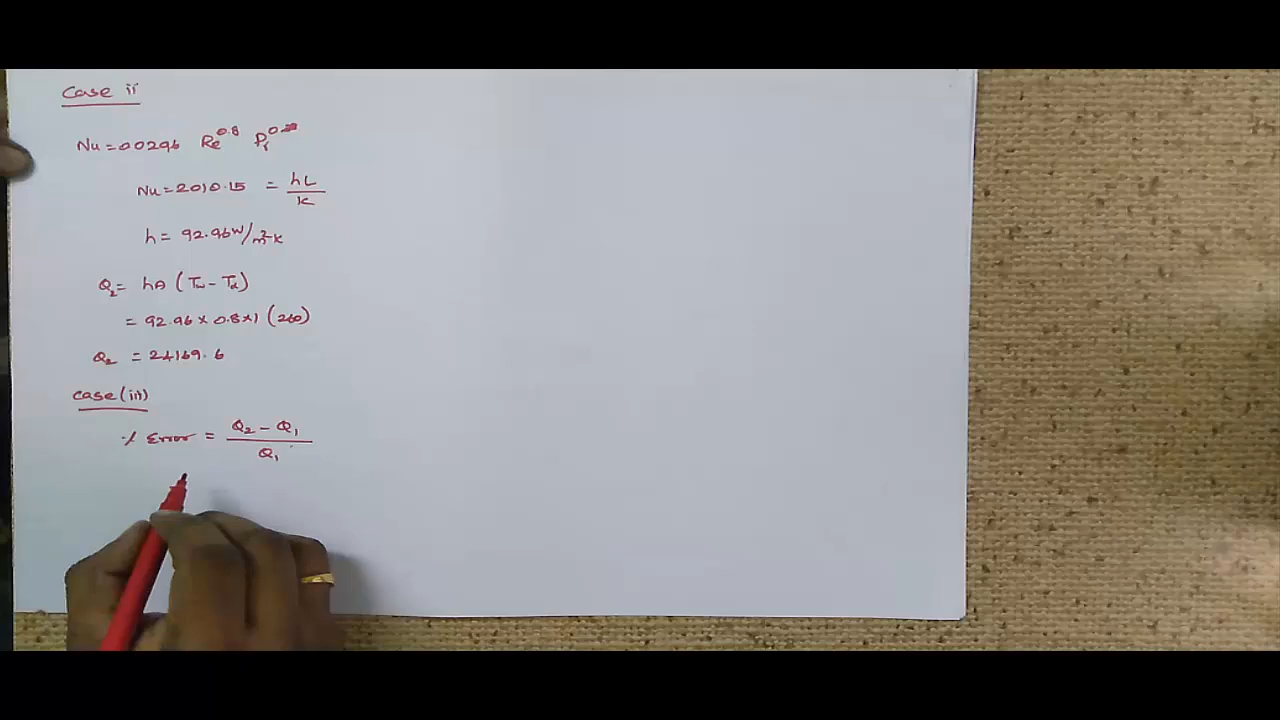 Case ii
Nu = 0.0296 Re^0.8 Pr^0.33
Nu = 2010.15 = hL/k
h = 92.96 W/m²K
Q₂ = hA (Tw - Tα)
= 92.96 × 0.8 × 1 (260)
Q₂ = 24169.6
Case (iii)
% Error = Q₂ - Q₁ / Q₁